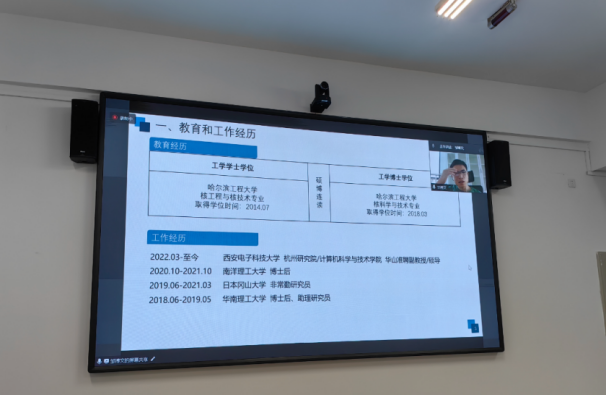 一、教育和工作经历
教育经历
工学学士学位
哈尔滨工程大学
核工程与核技术专业
取得学位时间：2014.07
硕博连读
工学博士学位
哈尔滨工程大学
核科学与技术专业
取得学位时间：2018.03
工作经历
2022.03-至今 西安电子科技大学 杭州研究院/计算机科学与技术学院 华山准聘副教授/硕导
2020.10-2021.10 南洋理工大学 博士后
2019.06-2021.03 日本冈山大学 非常勤研究员
2018.06-2019.05 华南理工大学 博士后、助理研究员